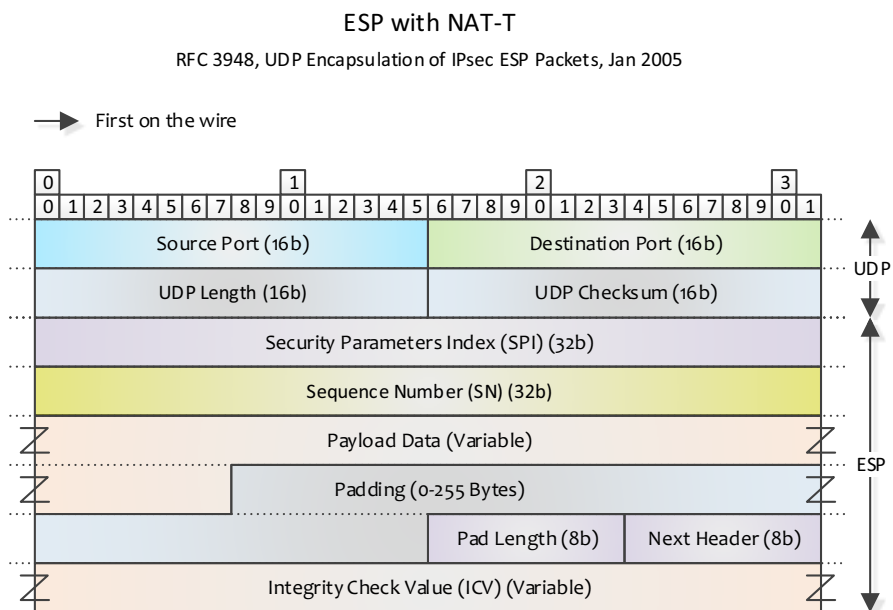 ESP with NAT-T
RFC 3948, UDP Encapsulation of IPsec ESP Packets, Jan 2005
First on the wire
0 1 2 3
0 1 2 3 4 5 6 7 8 9 0 1 2 3 4 5 6 7 8 9 0 1 2 3 4 5 6 7 8 9 0 1
Source Port (16b) Destination Port (16b)
UDP
UDP Length (16b) UDP Checksum (16b)
Security Parameters Index (SPI) (32b)
Sequence Number (SN) (32b)
Payload Data (Variable)
ESP
Padding (0-255 Bytes)
Pad Length (8b) Next Header (8b)
Integrity Check Value (ICV) (Variable)